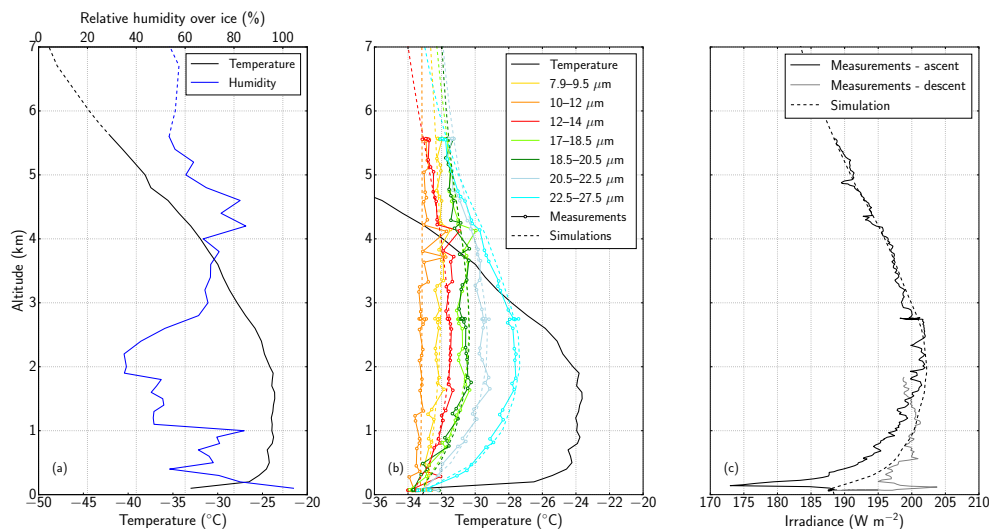 Relative humidity over ice (%)
0 20 40 60 80 100
7
6
5
4
3
2
1
0
Altitude (km)
Temperature
Humidity
(a)
−50 −45 −40 −35 −30 −25 −20
Temperature (°C)
7
6
5
4
3
2
1
0
Temperature
7.9–9.5 μm
10–12 μm
12–14 μm
17–18.5 μm
18.5–20.5 μm
20.5–22.5 μm
22.5–27.5 μm
Measurements
Simulations
(b)
−36 −34 −32 −30 −28 −26 −24 −22 −20
Temperature (°C)
7
6
5
4
3
2
1
0
Measurements - ascent
Measurements - descent
Simulation
(c)
170 175 180 185 190 195 200 205 210
Irradiance (W m⁻²)